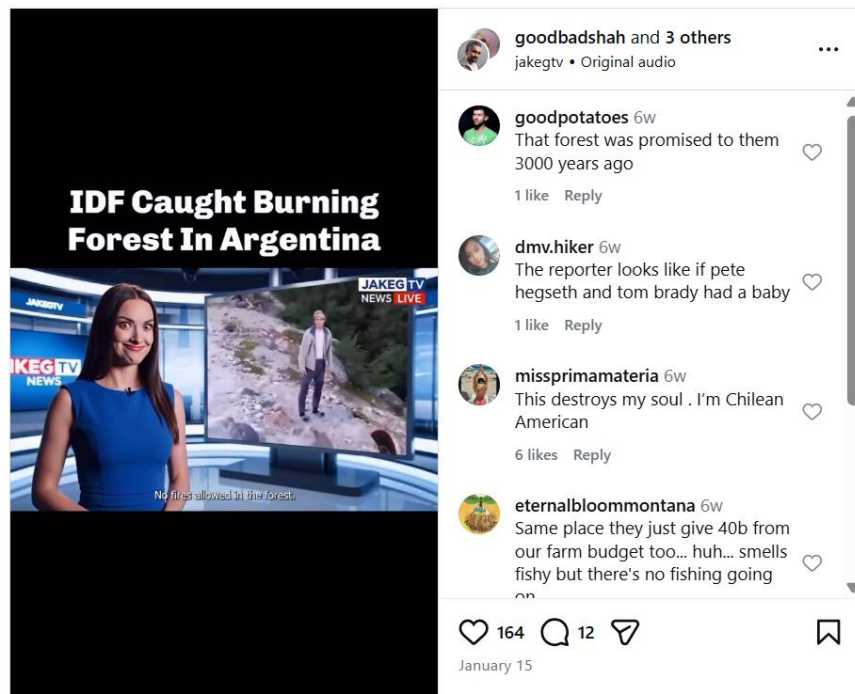 IDF Caught Burning
Forest In Argentina
JAKEGTV
JAKEG TV
NEWS LIVE
KEG TV
NEWS
No fires allowed in the forest.
goodbadshah and 3 others
jakegtv • Original audio
goodpotatoes 6w
That forest was promised to them
3000 years ago
1 like Reply
dmv.hiker 6w
The reporter looks like if pete
hegseth and tom brady had a baby
1 like Reply
missprimamateria 6w
This destroys my soul . I'm Chilean
American
6 likes Reply
eternalbloommontana 6w
Same place they just give 40b from
our farm budget too... huh... smells
fishy but there's no fishing going
on
164 12
January 15